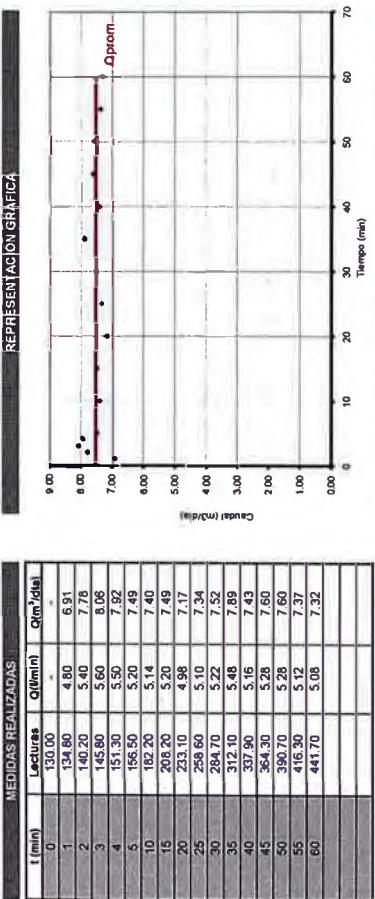 MEDIDAS REALIZADAS
t (min) Lecturas Q(l/min) Q(m³/día)
0 130.00 - -
1 134.80 4.80 6.91
2 140.20 5.40 7.78
3 145.80 5.60 8.06
4 151.30 5.50 7.92
5 156.50 5.20 7.49
10 182.20 5.14 7.40
15 208.20 5.20 7.49
20 233.10 4.98 7.17
25 258.60 5.10 7.34
30 284.70 5.22 7.52
35 312.10 5.48 7.89
40 337.90 5.16 7.43
45 364.30 5.28 7.60
50 390.70 5.28 7.60
55 416.30 5.12 7.37
60 441.70 5.08 7.32
REPRESENTACION GRÁFICA
Caudal (m3/día)
9.00
8.00
7.00
6.00
5.00
4.00
3.00
2.00
1.00
0.00
Qprom
0 10 20 30 40 50 60 70
Tiempo (min)